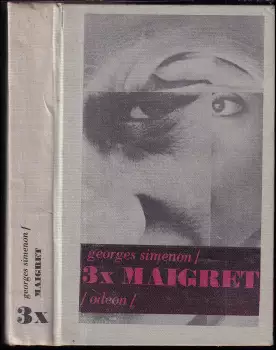 georges simenon/
MAIGRET
3x
georges simenon/
3x MAIGRET
/odeon/